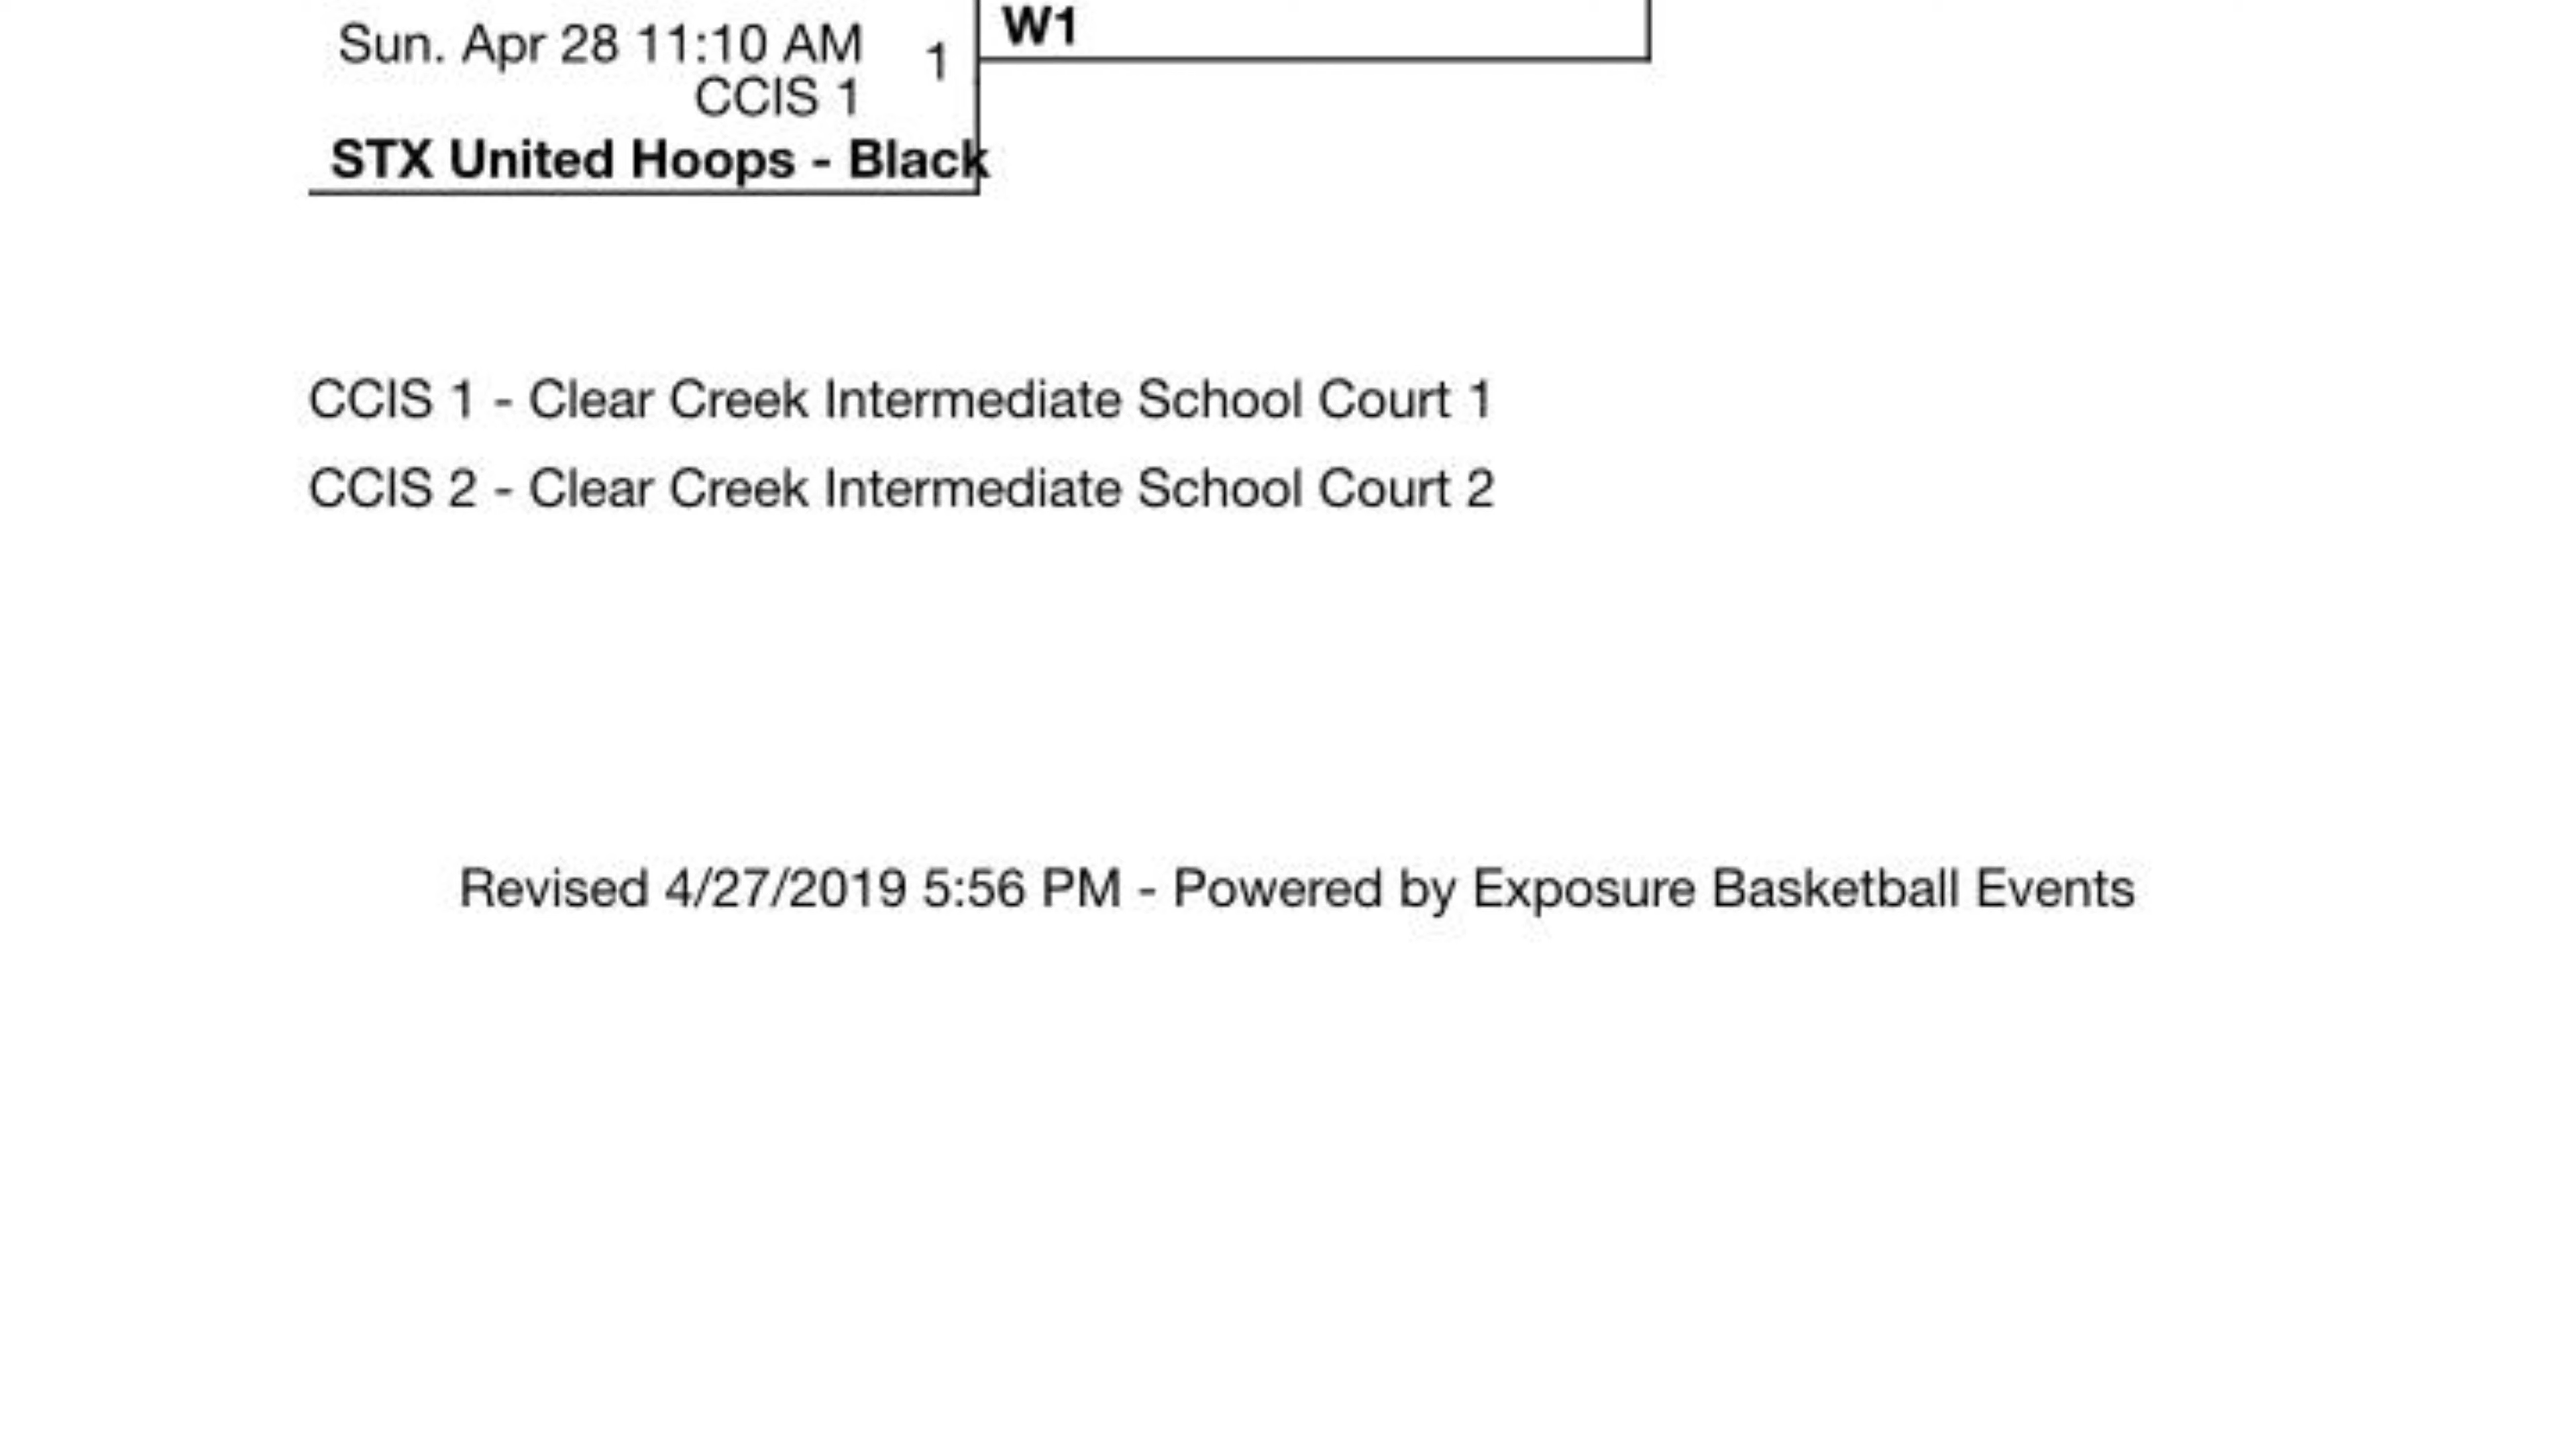 W1
Sun. Apr 28 11:10 AM 1
CCIS 1
STX United Hoops - Black
CCIS 1 - Clear Creek Intermediate School Court 1
CCIS 2 - Clear Creek Intermediate School Court 2
Revised 4/27/2019 5:56 PM - Powered by Exposure Basketball Events